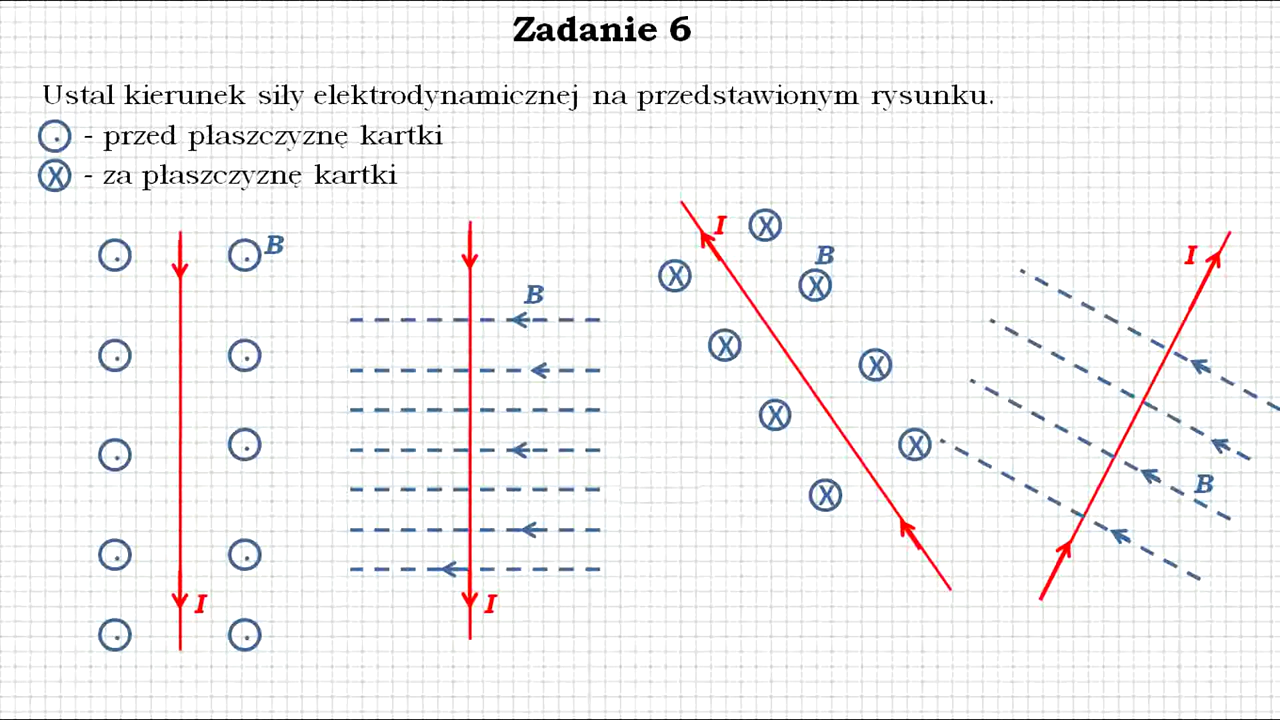 Zadanie 6
Ustal kierunek siły elektrodynamicznej na przedstawionym rysunku.
- przed płaszczyznę kartki
X - za płaszczyznę kartki
I X
B B I
X X
B
X
X
X
X X
B
X
I I